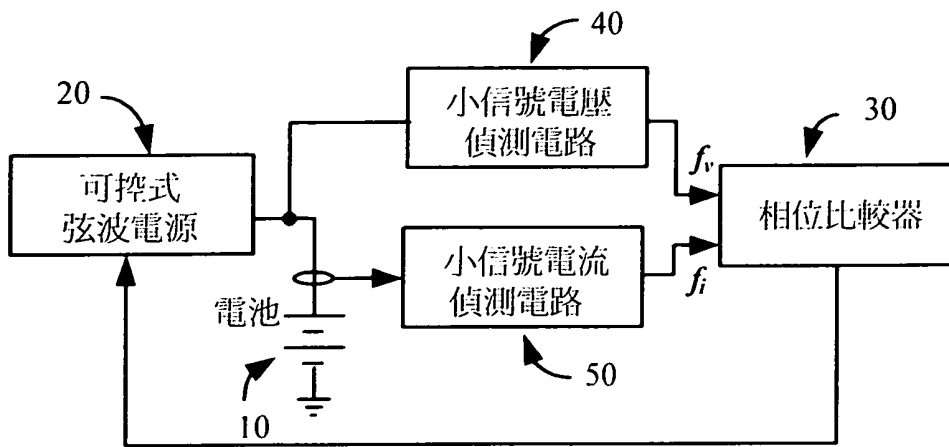 40
小信號電壓
偵測電路
20
可控式
弦波電源
30
f_v
相位比較器
f_i
小信號電流
偵測電路
電池
10
50